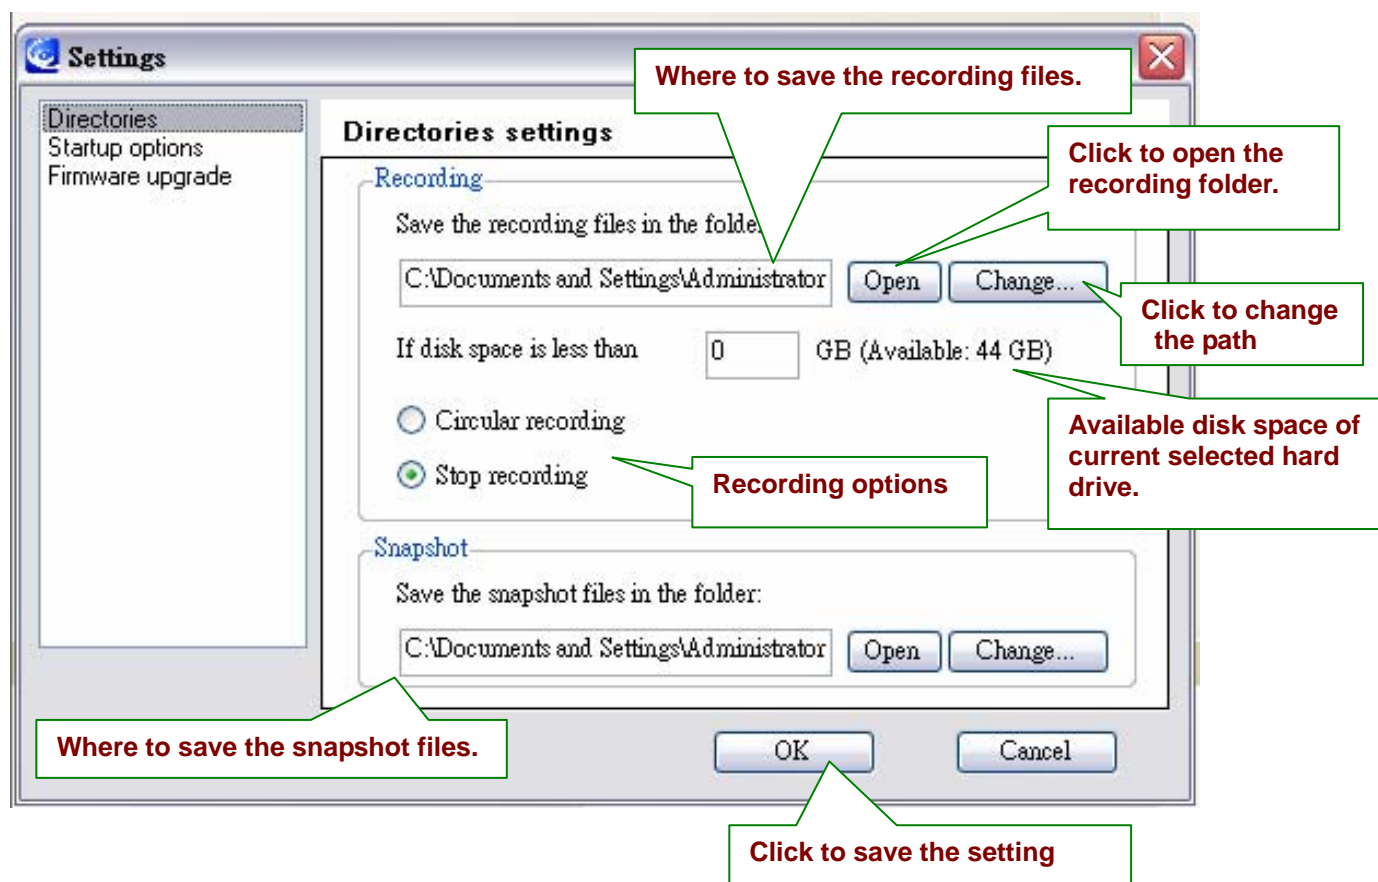 Settings
Where to save the recording files.
Directories
Startup options
Firmware upgrade
Directories settings
Click to open the
recording folder.
Recording
Save the recording files in the folder
C:\Documents and Settings\Administrator
Open
Change...
Click to change
the path
If disk space is less than
0
GB (Available: 44 GB)
Available disk space of
current selected hard
drive.
Circular recording
Stop recording
Recording options
Snapshot
Save the snapshot files in the folder:
C:\Documents and Settings\Administrator
Open
Change...
Where to save the snapshot files.
OK
Cancel
Click to save the setting